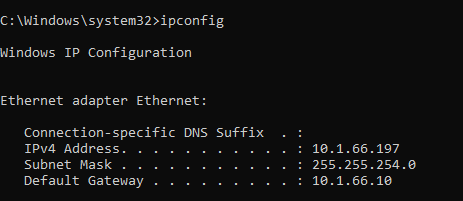 C:\Windows\system32>ipconfig
Windows IP Configuration
Ethernet adapter Ethernet:
Connection-specific DNS Suffix  . :
IPv4 Address. . . . . . . . . . . : 10.1.66.197
Subnet Mask . . . . . . . . . . . : 255.255.254.0
Default Gateway . . . . . . . . . : 10.1.66.10